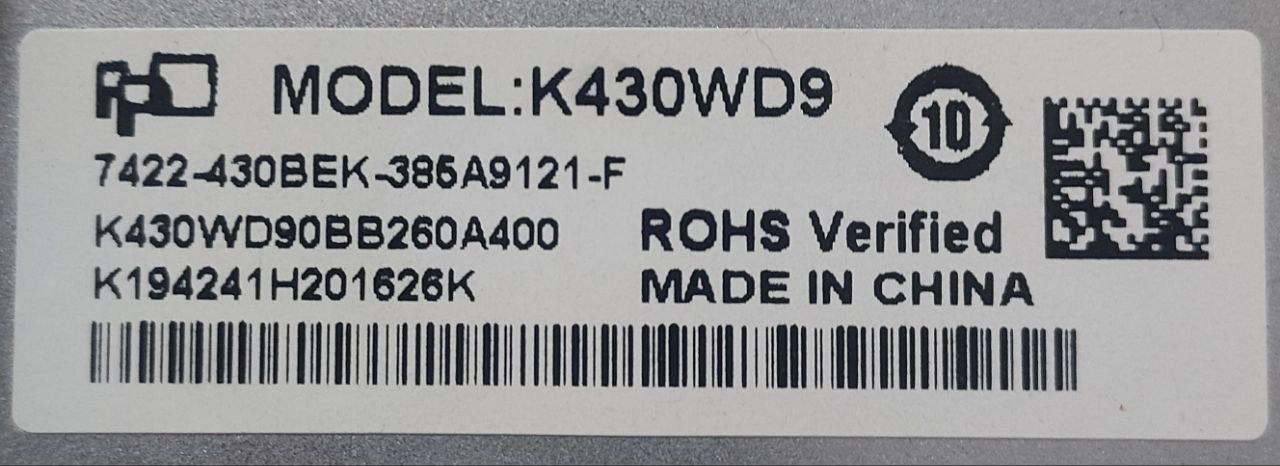 MODEL:K430WD9
10
7422-430BEK-385A9121-F
K430WD90BB260A400
ROHS Verified
K194241H201626K
MADE IN CHINA